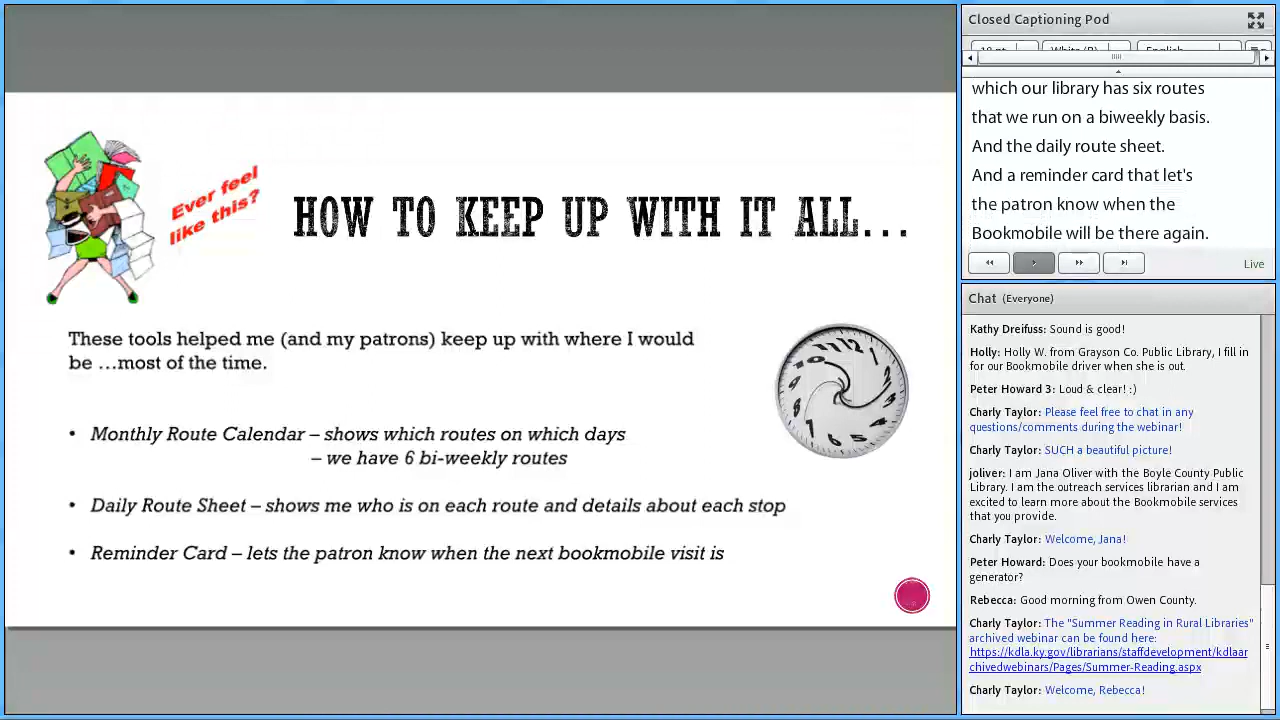 Ever feel
like this?
HOW TO KEEP UP WITH IT ALL...
These tools helped me (and my patrons) keep up with where I would
be ...most of the time.
• Monthly Route Calendar – shows which routes on which days
– we have 6 bi-weekly routes
• Daily Route Sheet – shows me who is on each route and details about each stop
• Reminder Card – lets the patron know when the next bookmobile visit is
11 12 1
10 2
9 3
8 4
7 6 5
Closed Captioning Pod
English
which our library has six routes
that we run on a biweekly basis.
And the daily route sheet.
And a reminder card that let's
the patron know when the
Bookmobile will be there again.
Live
Chat (Everyone)
Kathy Dreifuss: Sound is good!
Holly: Holly W. from Grayson Co. Public Library, I fill in
for our Bookmobile driver when she is out.
Peter Howard 3: Loud & clear! :)
Charly Taylor: Please feel free to chat in any
questions/comments during the webinar!
Charly Taylor: SUCH a beautiful picture!
joliver: I am Jana Oliver with the Boyle County Public
Library. I am the outreach services librarian and I am
excited to learn more about the Bookmobile services
that you provide.
Charly Taylor: Welcome, Jana!
Peter Howard: Does your bookmobile have a
generator?
Rebecca: Good morning from Owen County.
Charly Taylor: The "Summer Reading in Rural Libraries"
archived webinar can be found here:
https://kdla.ky.gov/librarians/staffdevelopment/kdlaar
chivedwebinars/Pages/Summer-Reading.aspx
Charly Taylor: Welcome, Rebecca!